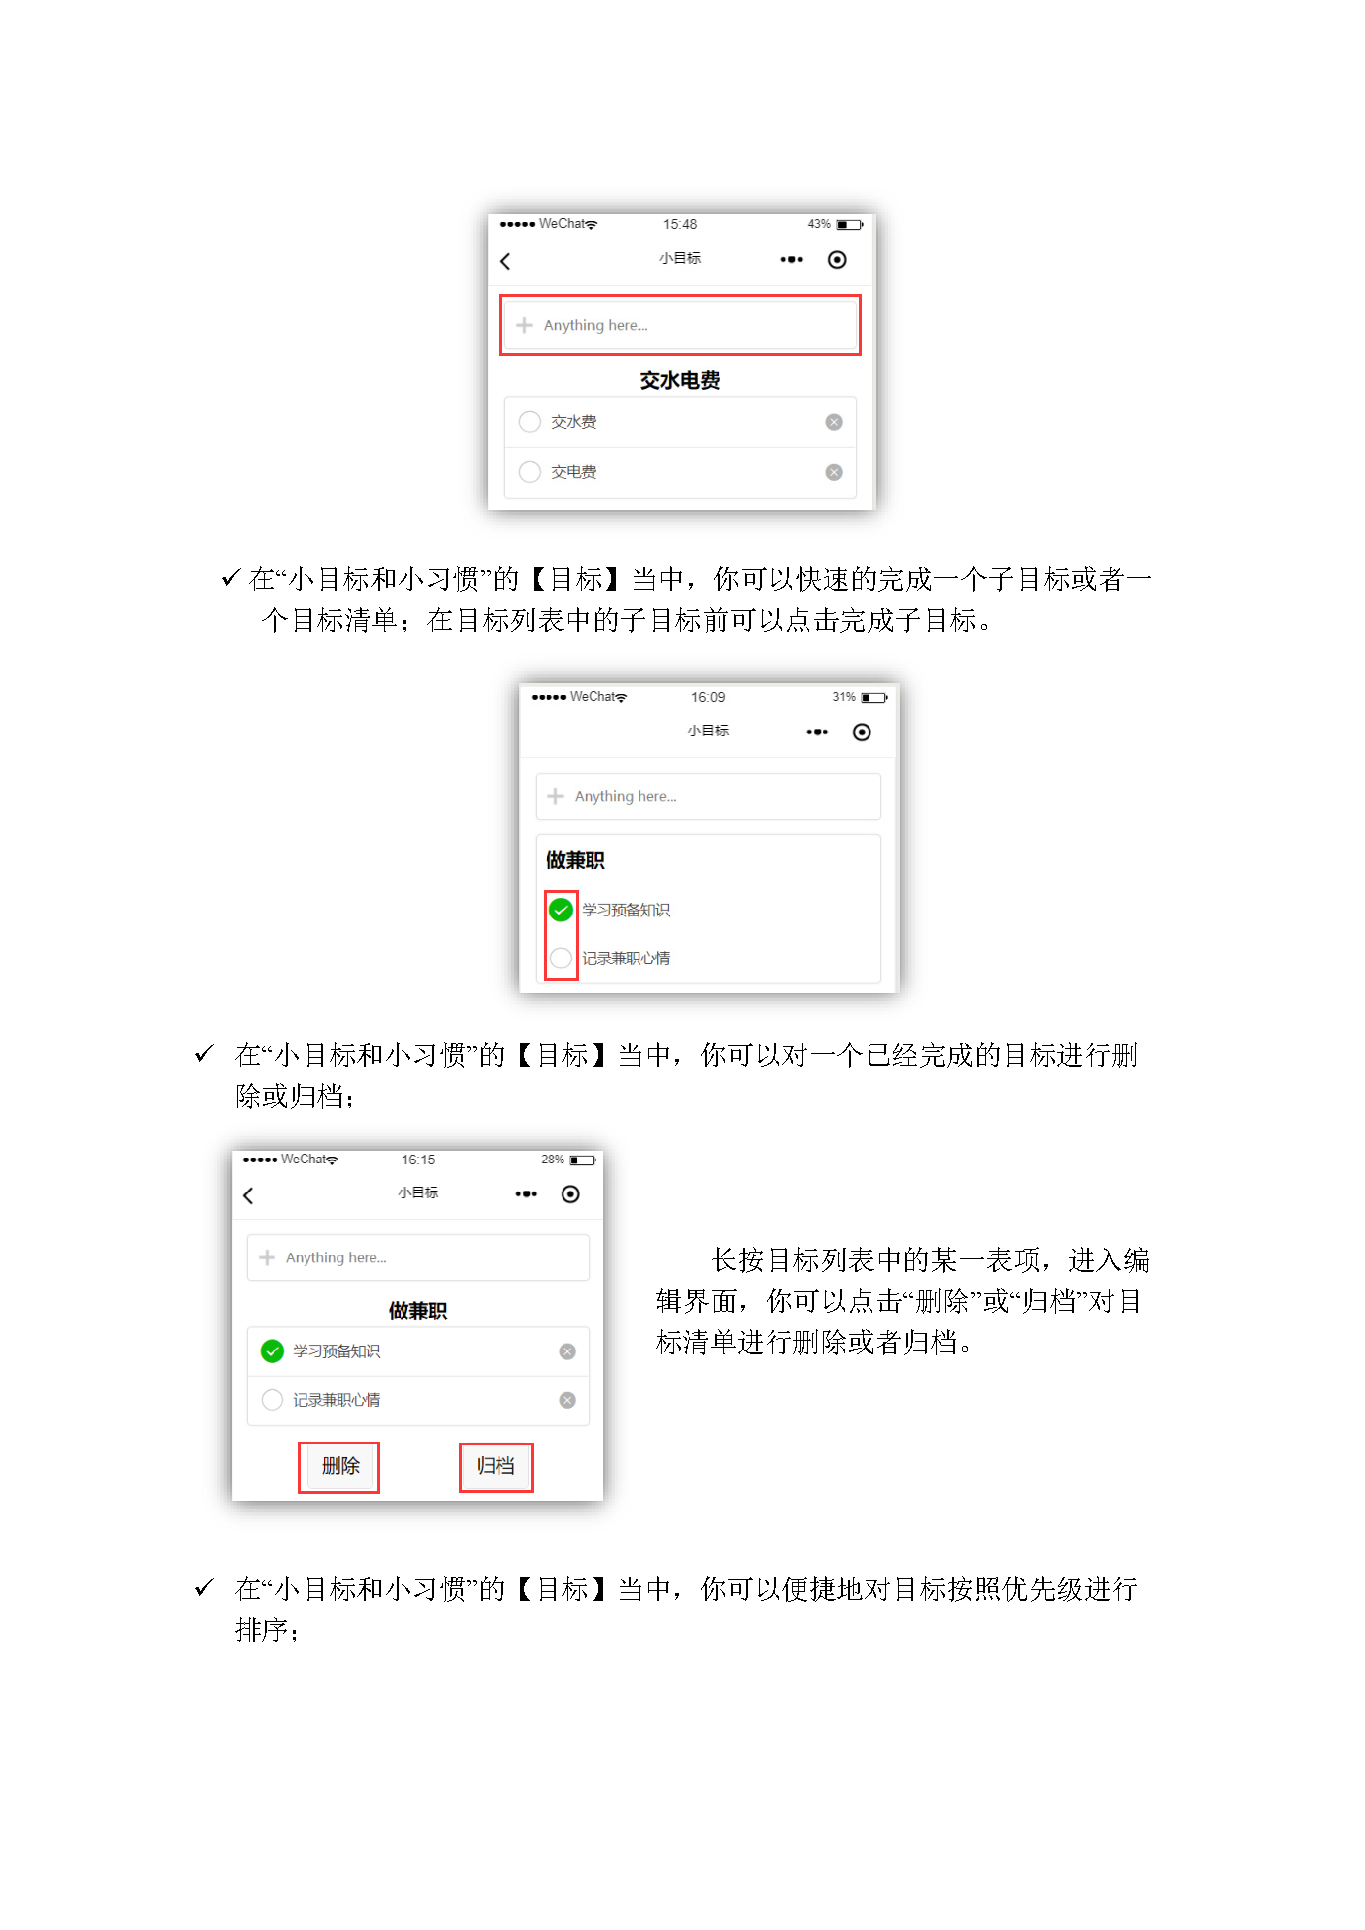 WeChat 15:48 43%
小目标
Anything here...
交水电费
交水费
交电费
✓ 在“小目标和小习惯”的【目标】当中，你可以快速的完成一个子目标或者一
个目标清单；在目标列表中的子目标前可以点击完成子目标。
WeChat 16:09 31%
小目标
Anything here...
做兼职
学习预备知识
记录兼职心情
✓ 在“小目标和小习惯”的【目标】当中，你可以对一个已经完成的目标进行删
除或归档；
WeChat 16:15 28%
小目标
Anything here...
做兼职
学习预备知识
记录兼职心情
删除 归档
长按目标列表中的某一表项，进入编
辑界面，你可以点击“删除”或“归档”对目
标清单进行删除或者归档。
✓ 在“小目标和小习惯”的【目标】当中，你可以便捷地对目标按照优先级进行
排序；